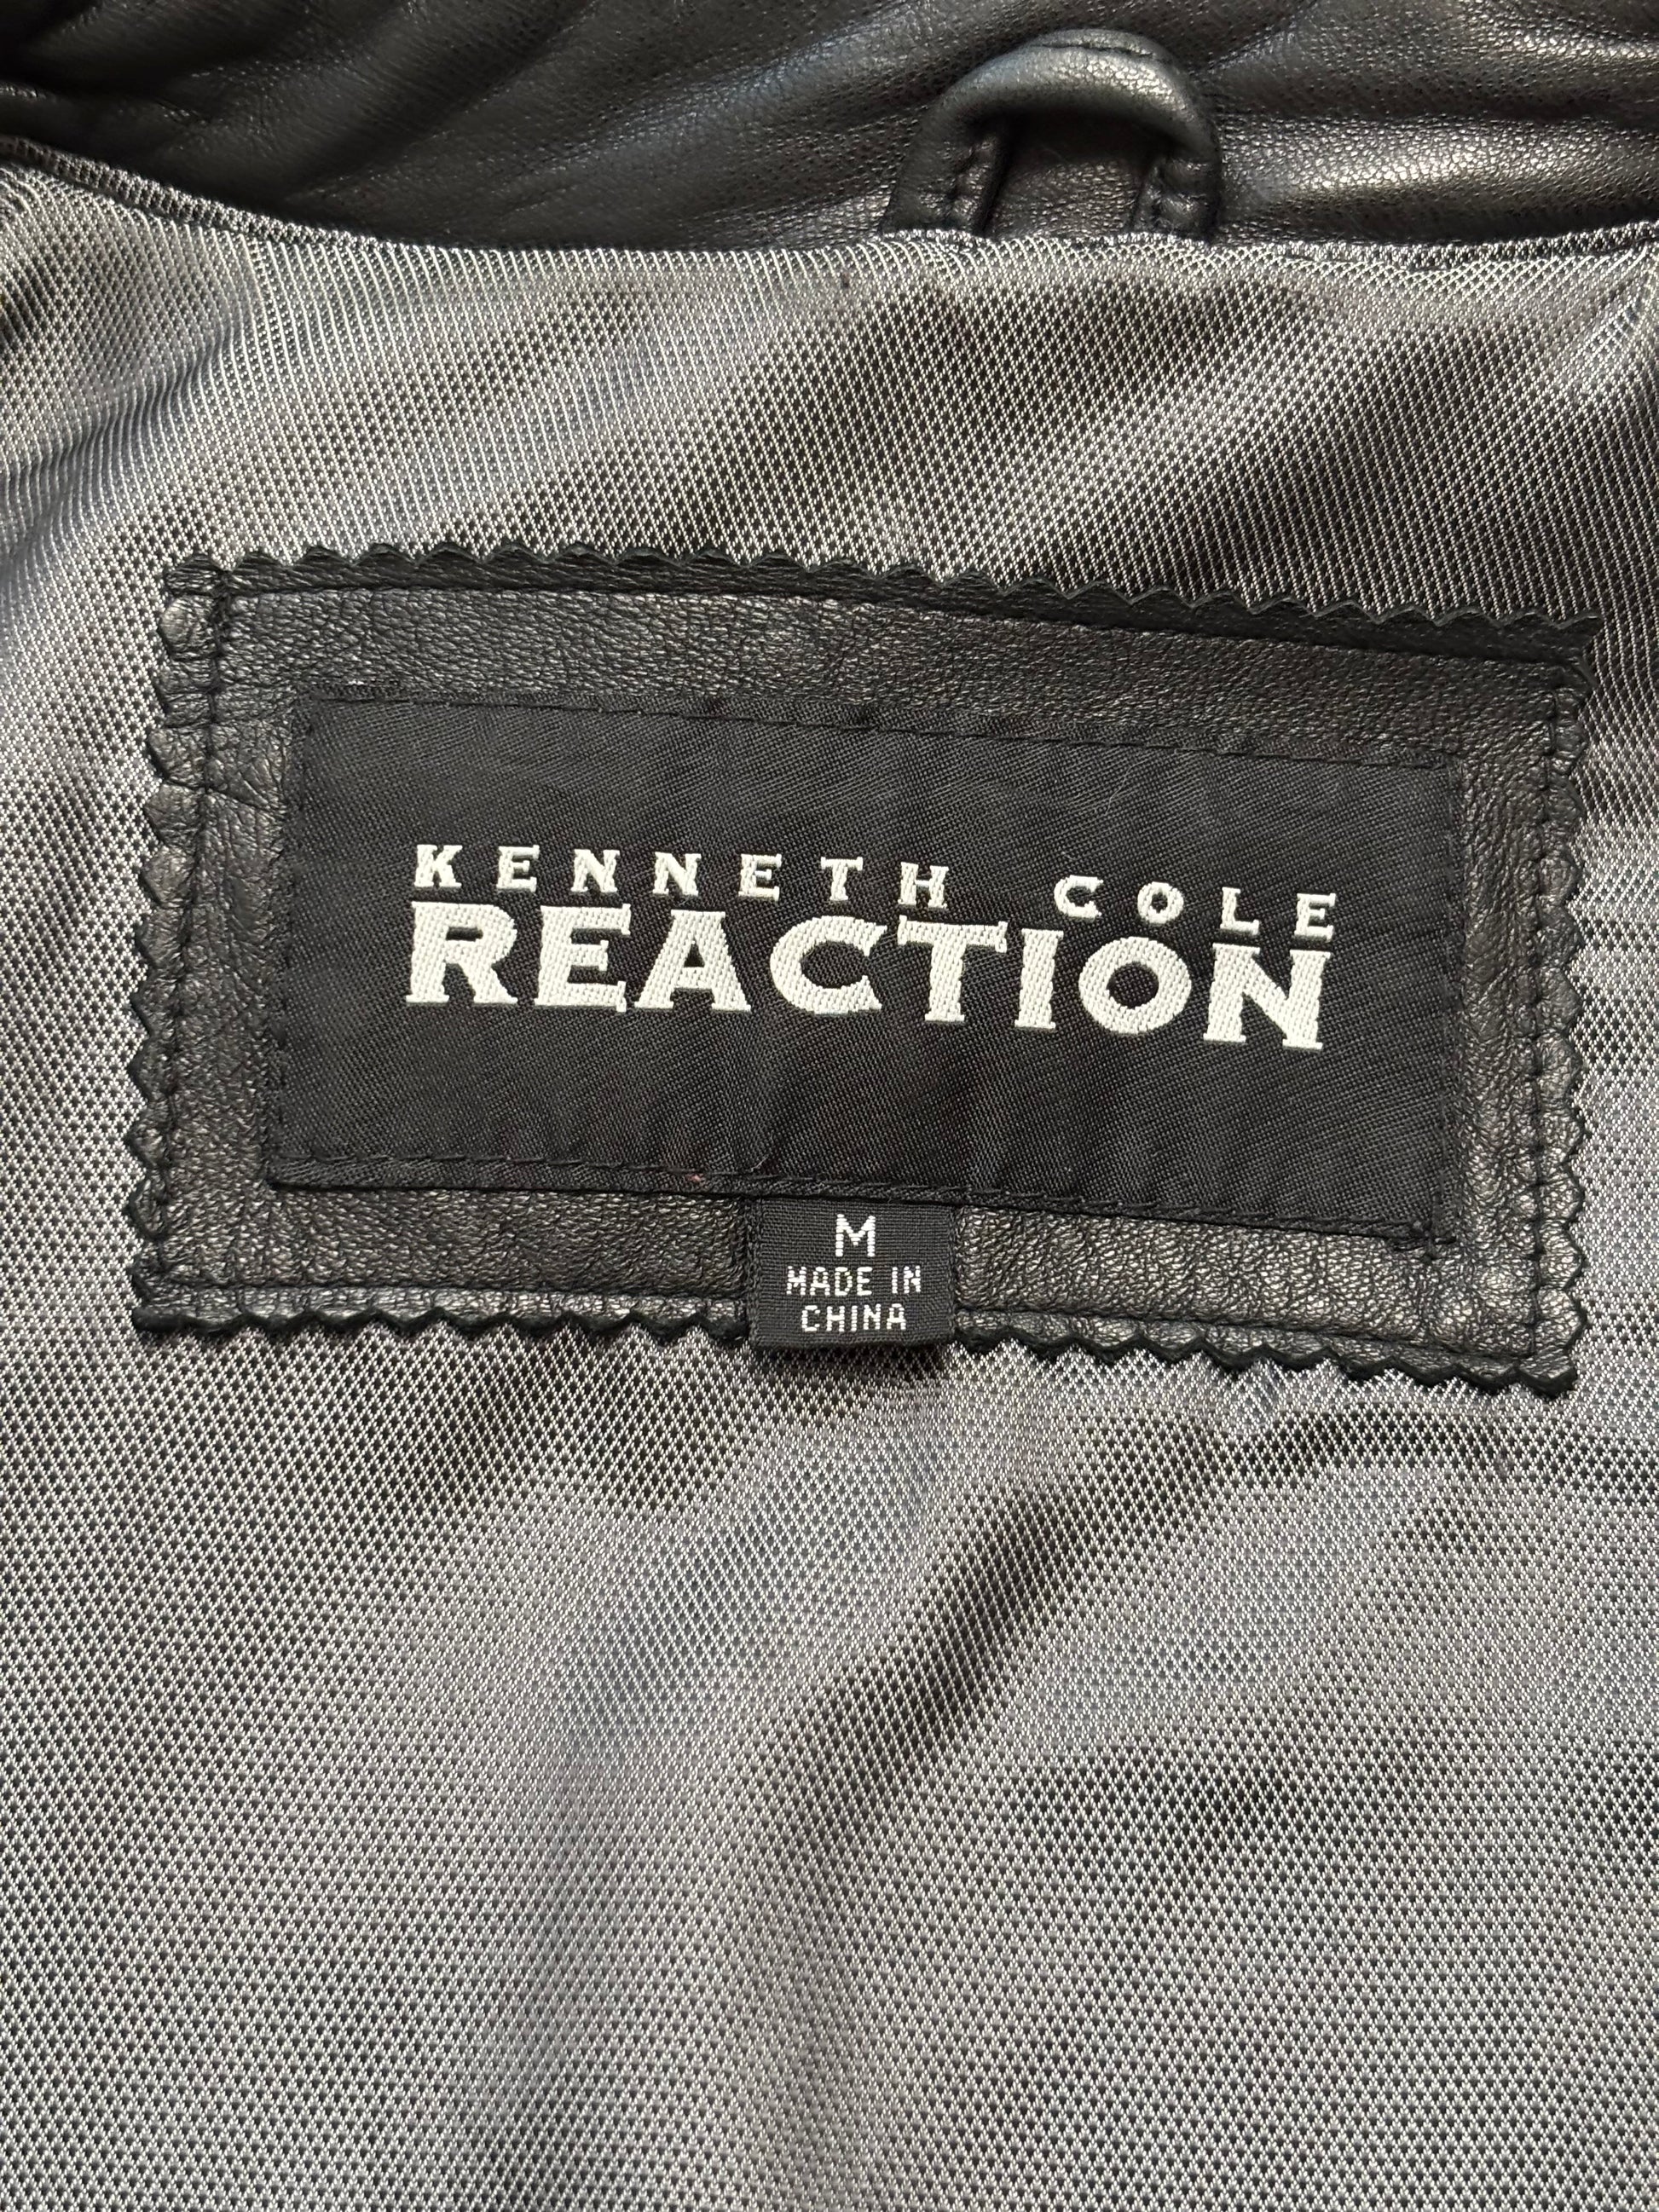 KENNETH COLE
REACTION
M
MADE IN
CHINA